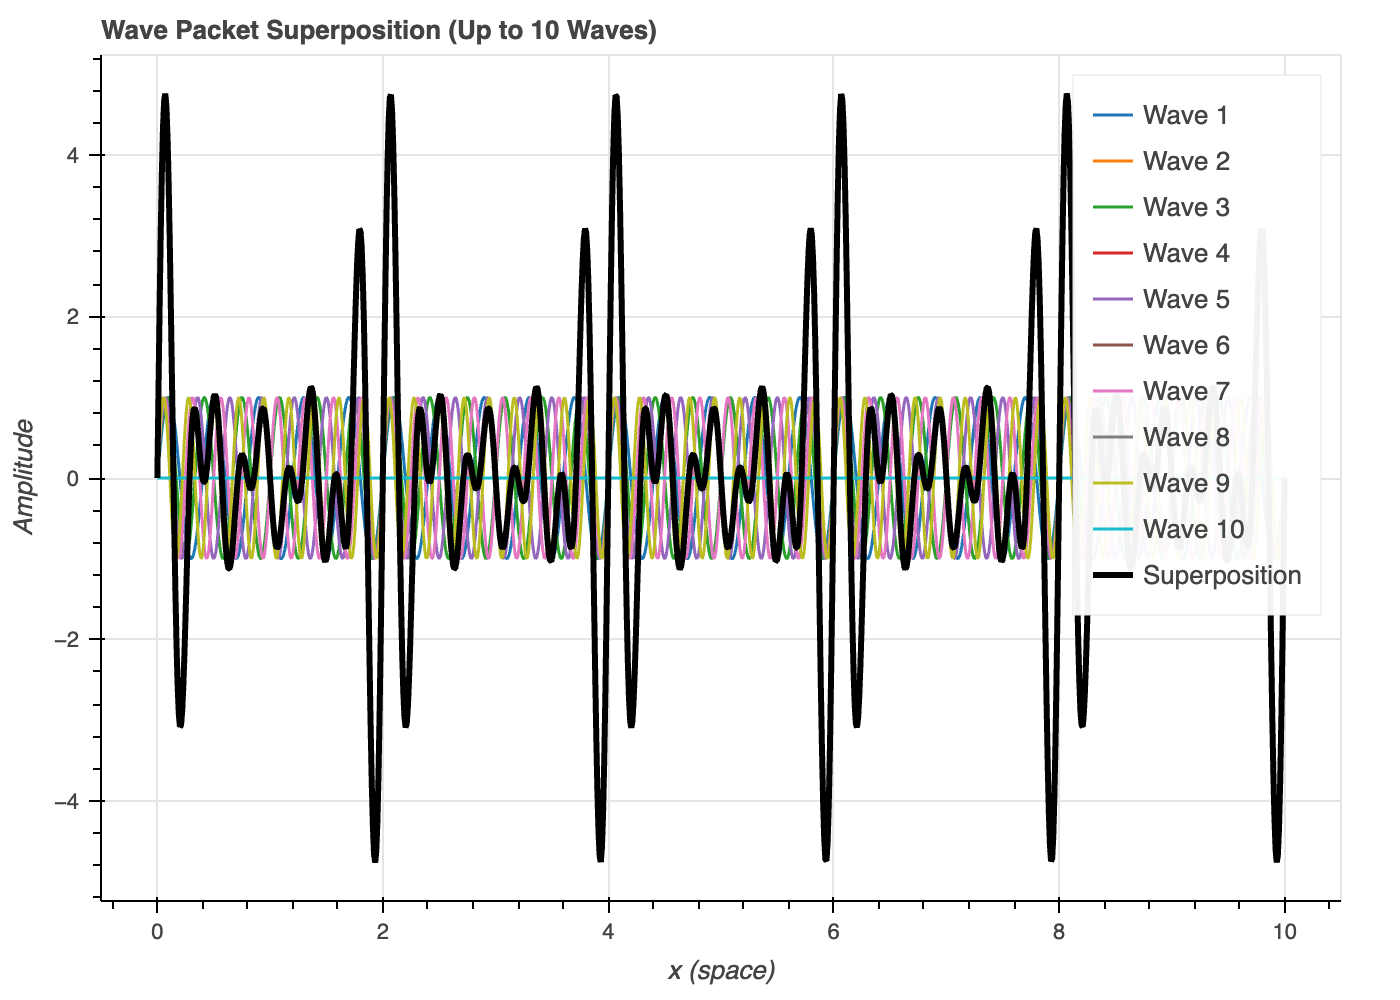 Wave Packet Superposition (Up to 10 Waves)
Amplitude
4
2
0
−2
−4
0
2
4
6
8
10
x (space)
Wave 1
Wave 2
Wave 3
Wave 4
Wave 5
Wave 6
Wave 7
Wave 8
Wave 9
Wave 10
Superposition